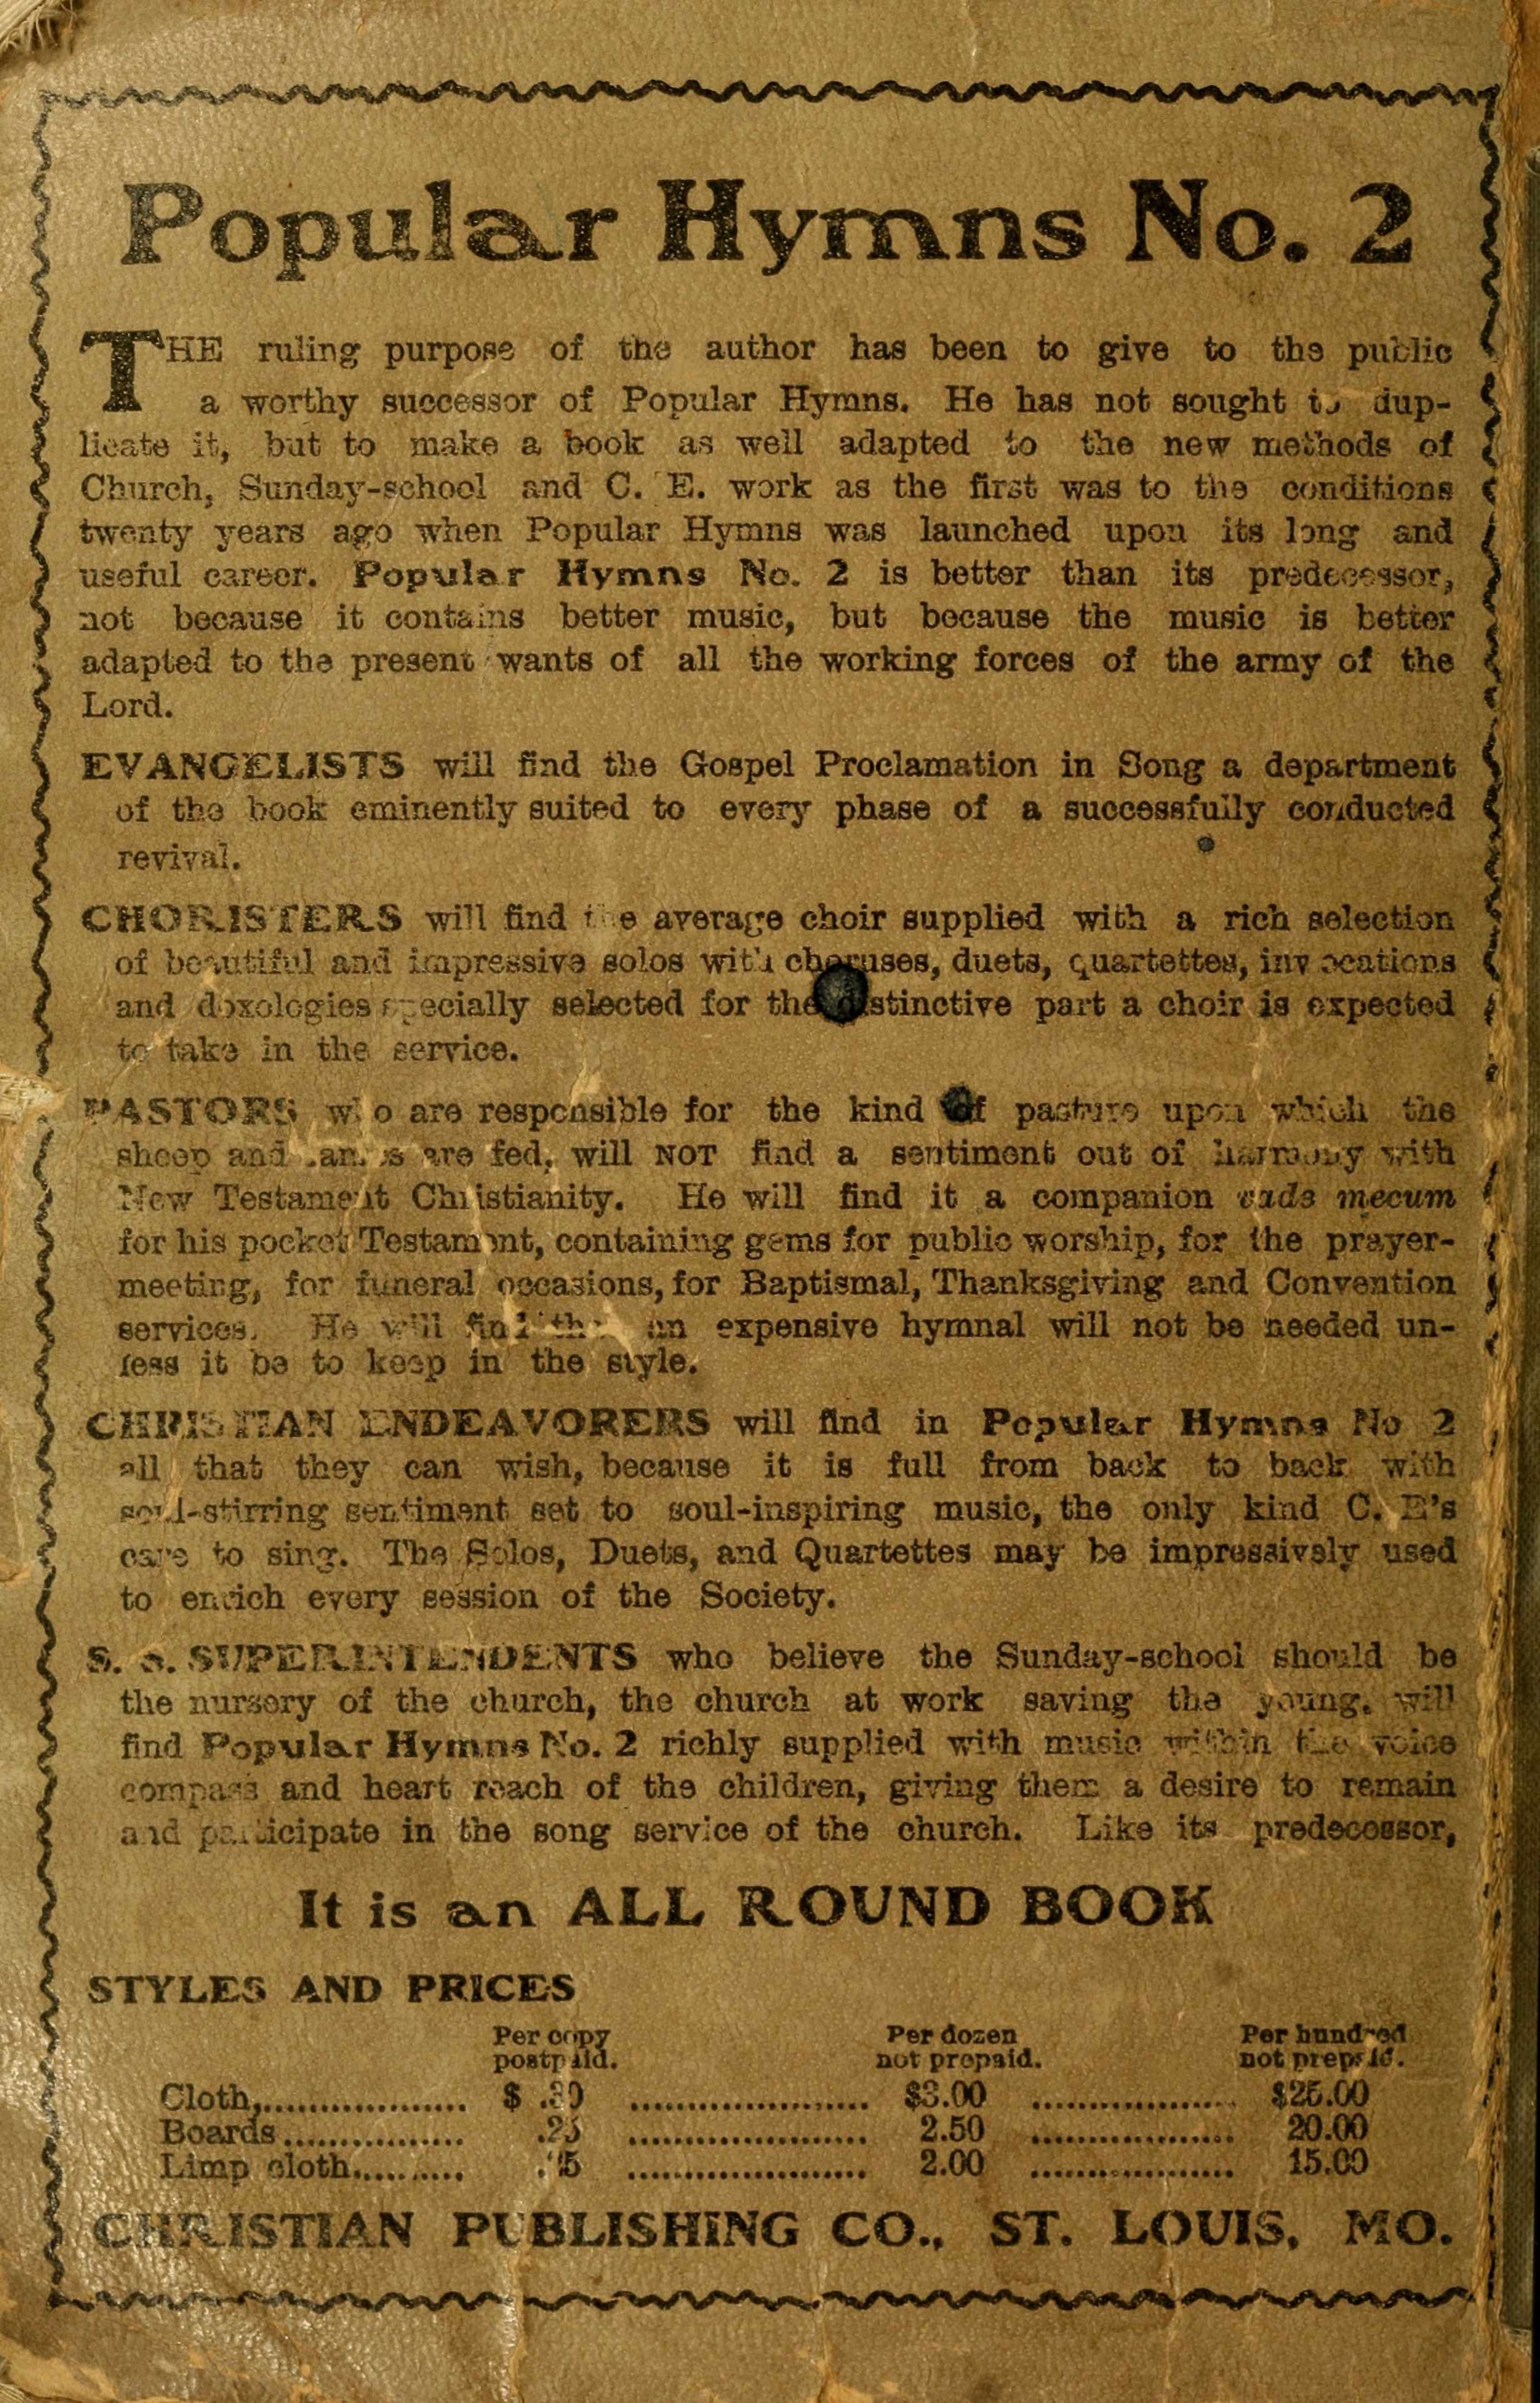 Popular Hymns No. 2
THE ruling purpose of the author has been to give to the public
a worthy successor of Popular Hymns. He has not sought to dup-
licate it, but to make a book as well adapted to the new methods of
Church, Sunday-school and C. E. work as the first was to the conditions
twenty years ago when Popular Hymns was launched upon its long and
useful career. Popular Hymns No. 2 is better than its predecessor,
not because it contains better music, but because the music is better
adapted to the present wants of all the working forces of the army of the
Lord.
EVANGELISTS will find the Gospel Proclamation in Song a department
of the book eminently suited to every phase of a successfully conducted
revival.
CHORISTERS will find the average choir supplied with a rich selection
of beautiful and impressive solos with choruses, duets, quartettes, invocations
and doxologies specially selected for the distinctive part a choir is expected
to take in the service.
PASTORS who are responsible for the kind of pasture upon which the
sheep and lambs are fed, will NOT find a sentiment out of harmony with
New Testament Christianity. He will find it a companion vade mecum
for his pocket Testament, containing gems for public worship, for the prayer-
meeting, for funeral occasions, for Baptismal, Thanksgiving and Convention
services. He will find that an expensive hymnal will not be needed un-
less it be to keep in the style.
CHRISTIAN ENDEAVORERS will find in Popular Hymns No 2
all that they can wish, because it is full from back to back with
soul-stirring sentiment set to soul-inspiring music, the only kind C. E's
care to sing. The Solos, Duets, and Quartettes may be impressively used
to enrich every session of the Society.
S. S. SUPERINTENDENTS who believe the Sunday-school should be
the nursery of the church, the church at work saving the young, will
find Popular Hymns No. 2 richly supplied with music within the voice
compass and heart reach of the children, giving them a desire to remain
and participate in the song service of the church. Like its predecessor,
It is an ALL ROUND BOOK
STYLES AND PRICES
Per copy postpaid. Per dozen not prepaid. Per hundred not prepaid.
Cloth,.................. $ .30 ..................... $3.00 .................. $25.00
Boards................ .25 ..................... 2.50 .................. 20.00
Limp cloth.......... ..................... 2.00 .................. 15.00
CHRISTIAN PUBLISHING CO., ST. LOUIS, MO.